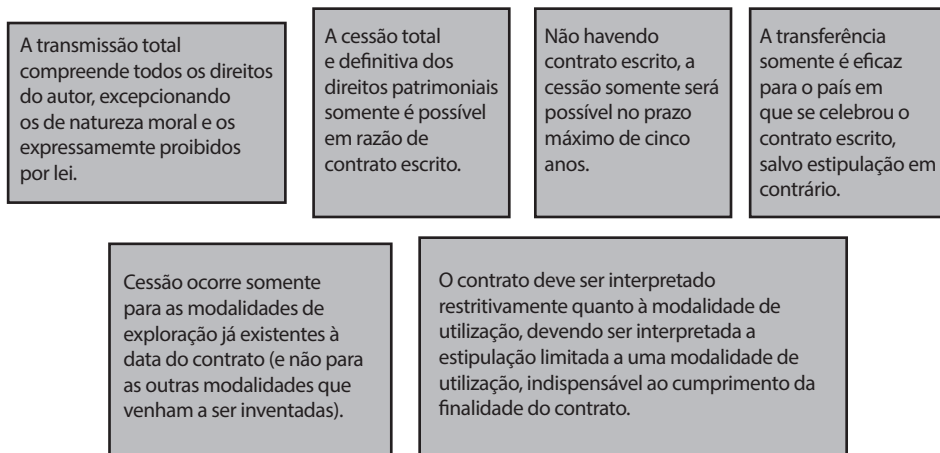 A transmissão total
compreende todos os direitos
do autor, excepcionando
os de natureza moral e os
expressamemte proibidos
por lei.
A cessão total
e definitiva dos
direitos patrimoniais
somente é possível
em razão de
contrato escrito.
Não havendo
contrato escrito, a
cessão somente será
possível no prazo
máximo de cinco
anos.
A transferência
somente é eficaz
para o país em
que se celebrou o
contrato escrito,
salvo estipulação em
contrário.
Cessão ocorre somente
para as modalidades de
exploração já existentes à
data do contrato (e não para
as outras modalidades que
venham a ser inventadas).
O contrato deve ser interpretado
restritivamente quanto à modalidade de
utilização, devendo ser interpretada a
estipulação limitada a uma modalidade de
utilização, indispensável ao cumprimento da
finalidade do contrato.